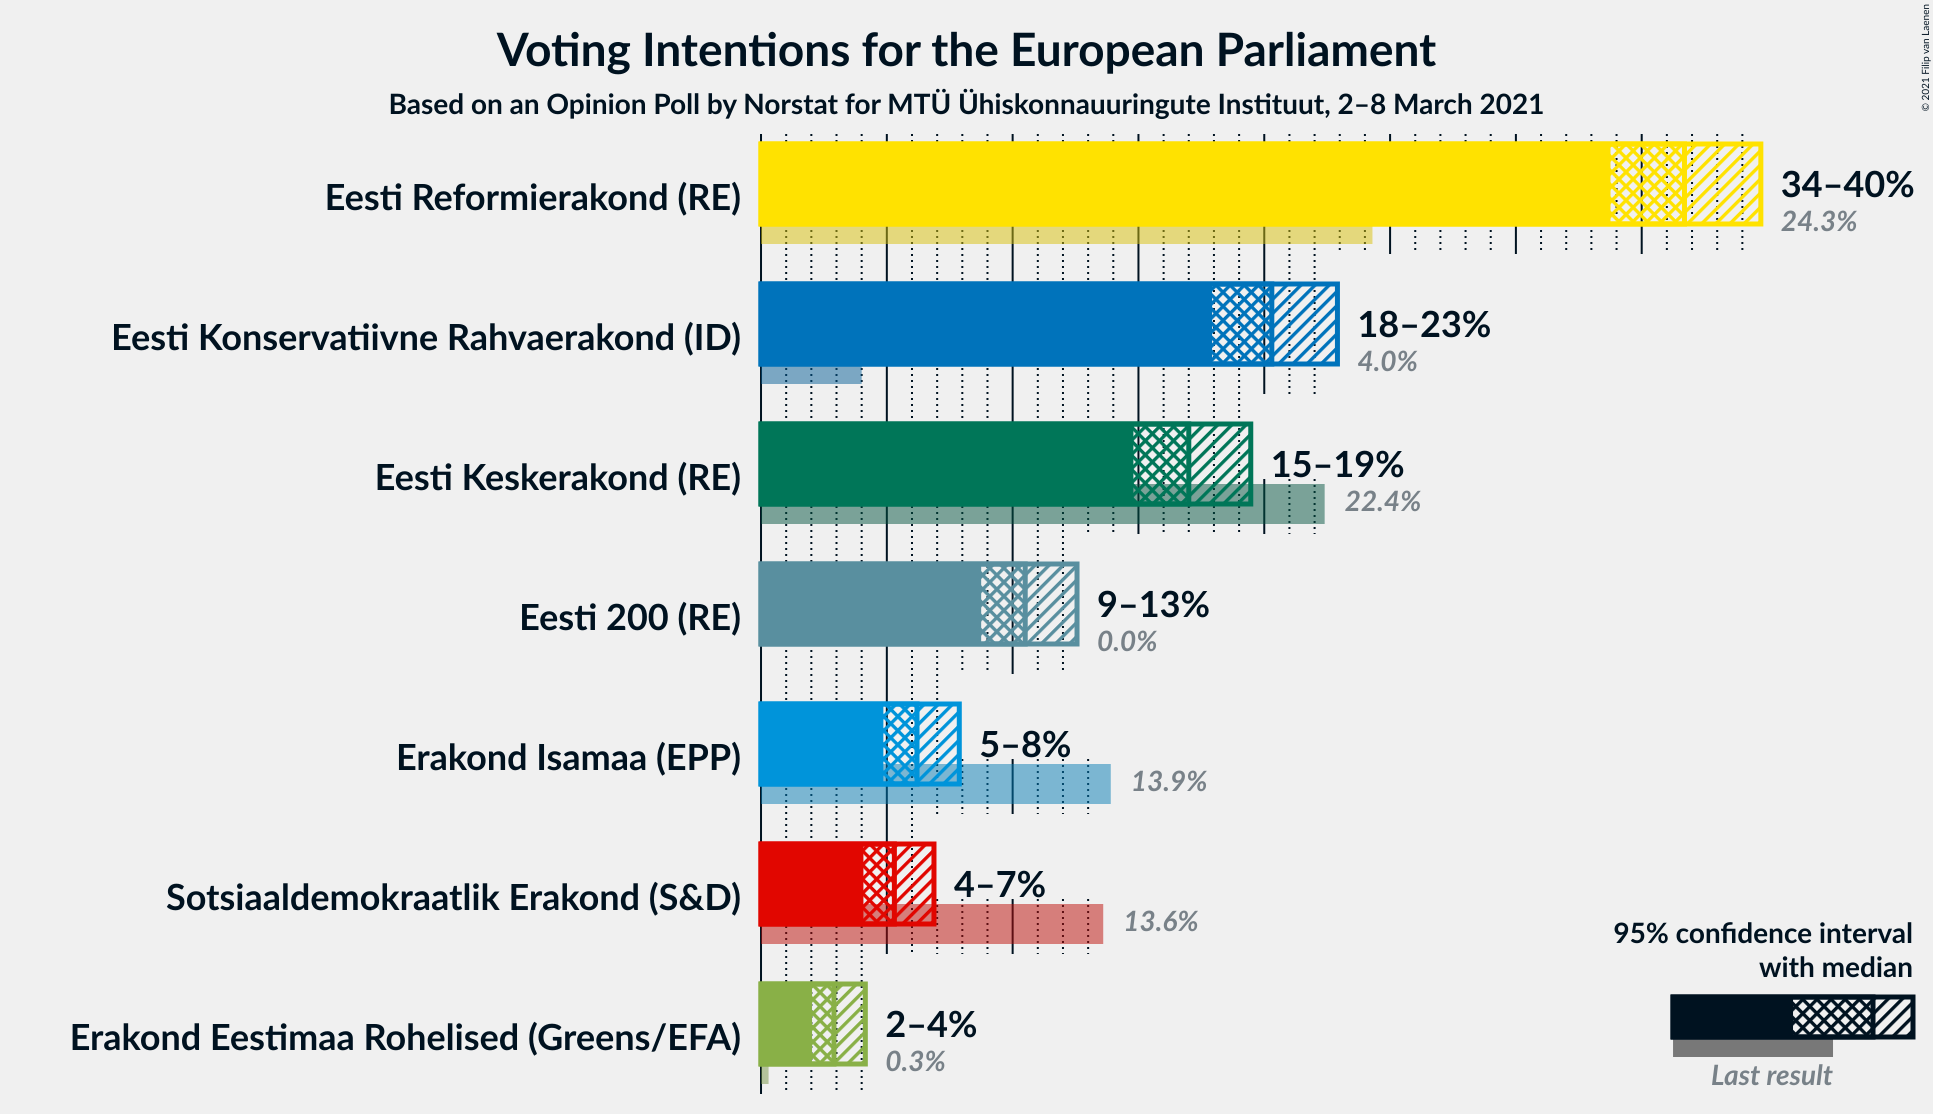 Voting Intentions for the European Parliament
Based on an Opinion Poll by Norstat for MTÜ Ühiskonnauuringute Instituut, 2–8 March 2021
© 2021 Filip van Laenen
Eesti Reformierakond (RE)
34–40%
24.3%
Eesti Konservatiivne Rahvaerakond (ID)
18–23%
4.0%
Eesti Keskerakond (RE)
15–19%
22.4%
Eesti 200 (RE)
9–13%
0.0%
Erakond Isamaa (EPP)
5–8%
13.9%
Sotsiaaldemokraatlik Erakond (S&D)
4–7%
13.6%
Erakond Eestimaa Rohelised (Greens/EFA)
2–4%
0.3%
95% confidence interval
with median
Last result